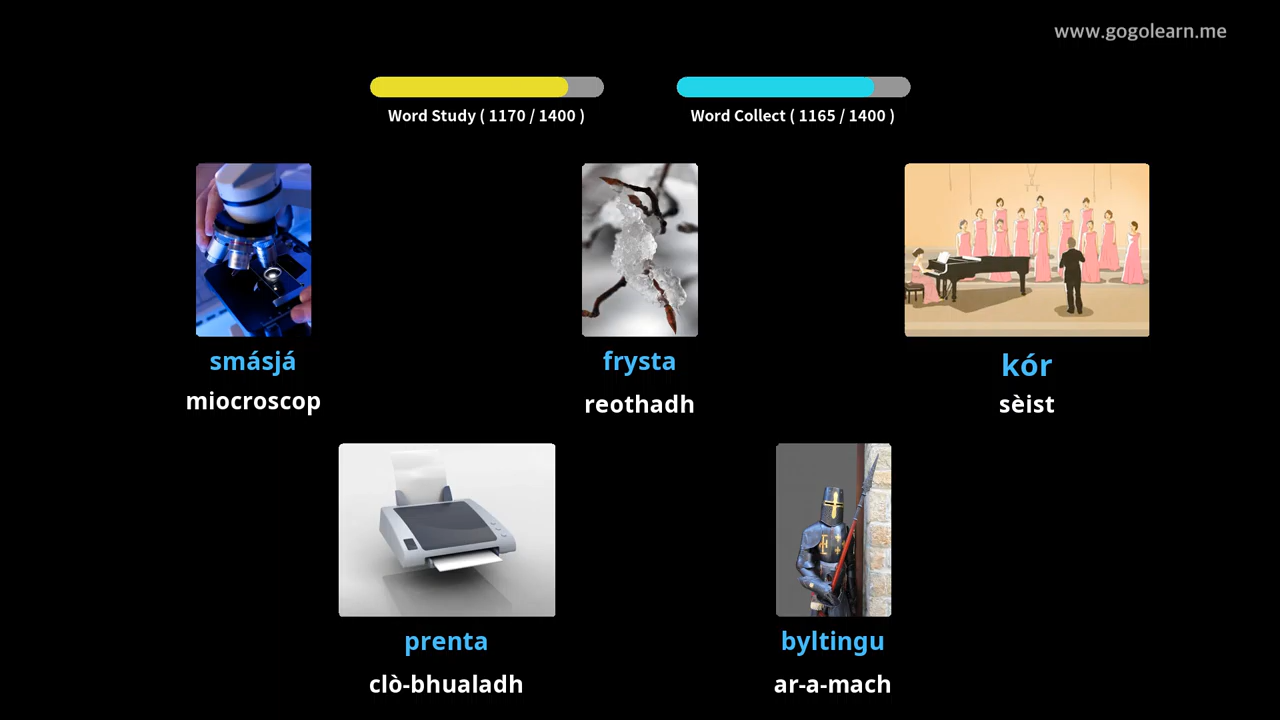 www.gogolearn.me
Word Study ( 1170 / 1400 )
Word Collect ( 1165 / 1400 )
smásjá
miocroscop
frysta
reothadh
kór
sèist
prenta
clò-bhualadh
byltingu
ar-a-mach